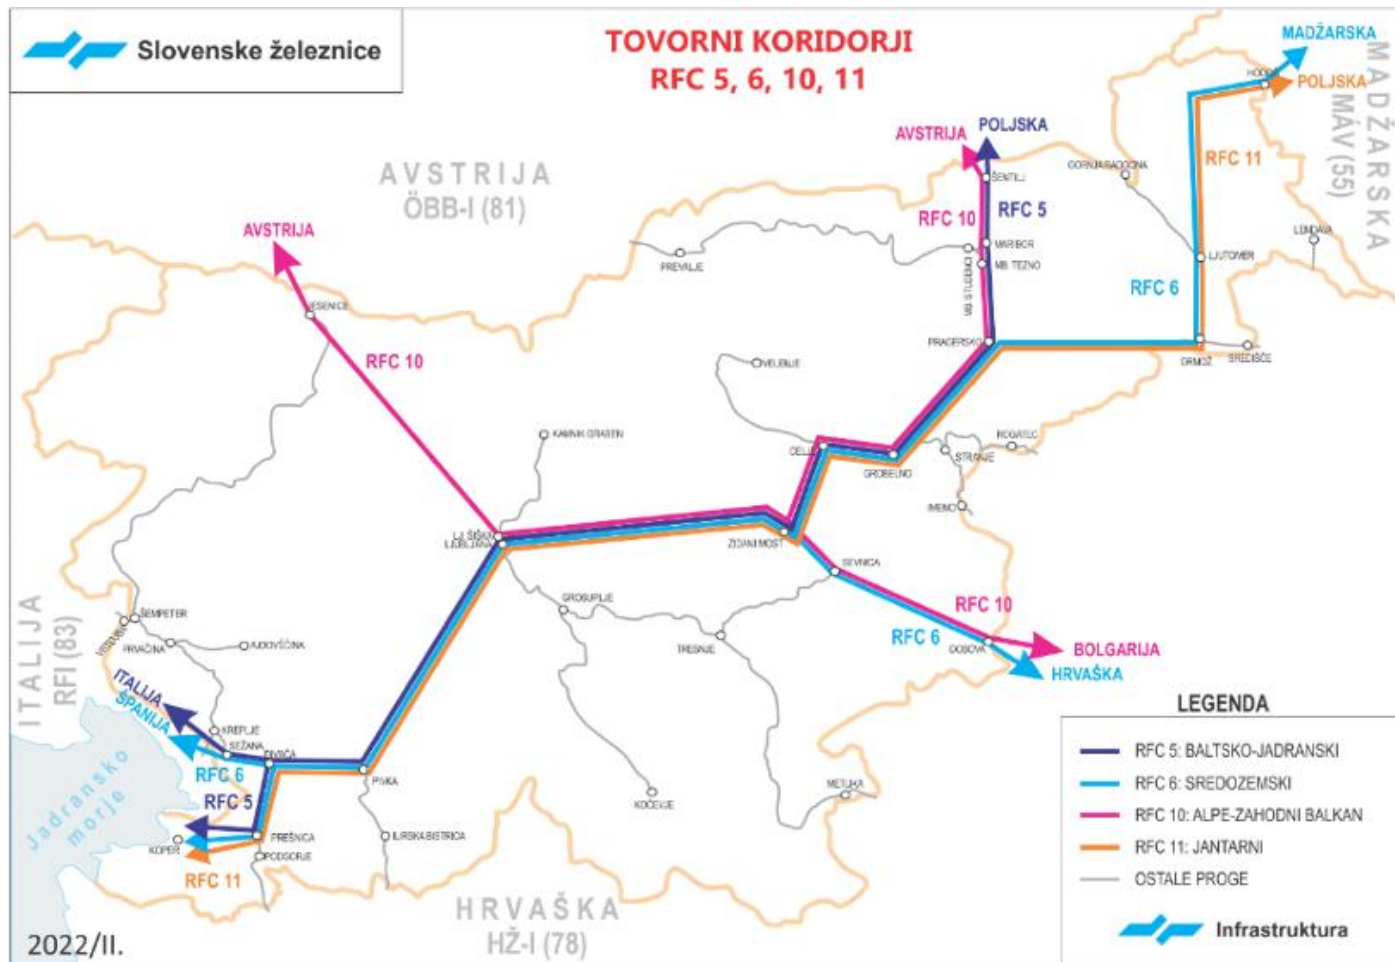 Slovenske železnice
TOVORNI KORIDORJI
RFC 5, 6, 10, 11
MADŽARSKA
HODOŠ
POLJSKA
MADŽARSKA
MÁV (55)
AVSTRIJA
POLJSKA
AVSTRIJA
ÖBB-I (81)
ŠENTILJ
GORNJA RADGONA
RFC 11
RFC 10
RFC 5
AVSTRIJA
MARIBOR
LENDAVA
PREVALJE
MB. TEZNO
LJUTOMER
MB. STUDENCI
RFC 6
JESENICE
PRAGERSKO
RFC 10
VELENJE
ORMOŽ
SREDIŠČE
KAMNIK GRABEN
ROGATEC
CELJE
STRANJE
GROBELNO
IMENO
LJ. ŠIŠKA
LJUBLJANA
ZIDANI MOST
SEVNICA
GROSUPLJE
RFC 10
ŠEMPETER
VRTOJBA
PRVAČINA
AJDOVŠČINA
TREBNJE
RFC 6
DOBOVA
BOLGARIJA
HRVAŠKA
ITALIJA
RFI (83)
ITALIJA
ŠPANIJA
LEGENDA
KREPLJE
SEŽANA
DIVAČA
RFC 6
PIVKA
RFC 5: BALTSKO-JADRANSKI
RFC 6: SREDOZEMSKI
RFC 10: ALPE-ZAHODNI BALKAN
RFC 11: JANTARNI
OSTALE PROGE
Jadransko
morje
RFC 5
KOČEVJE
METLIKA
PREŠNICA
ILIRSKA BISTRICA
KOPER
PODGORJE
RFC 11
HRVAŠKA
HŽ-I (78)
Infrastruktura
2022/II.